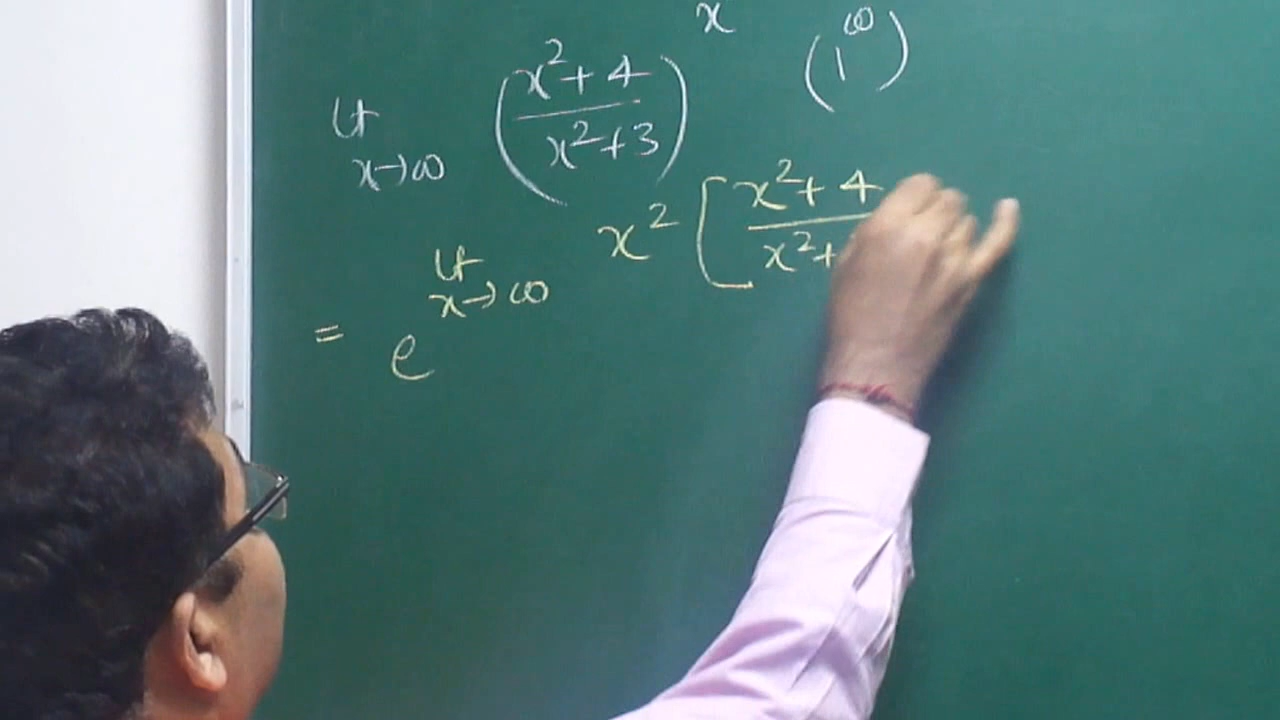 lt x→∞ (x²+4 / x²+3)^x (1^∞)
= e^lt x→∞ x² [x²+4 / x²+